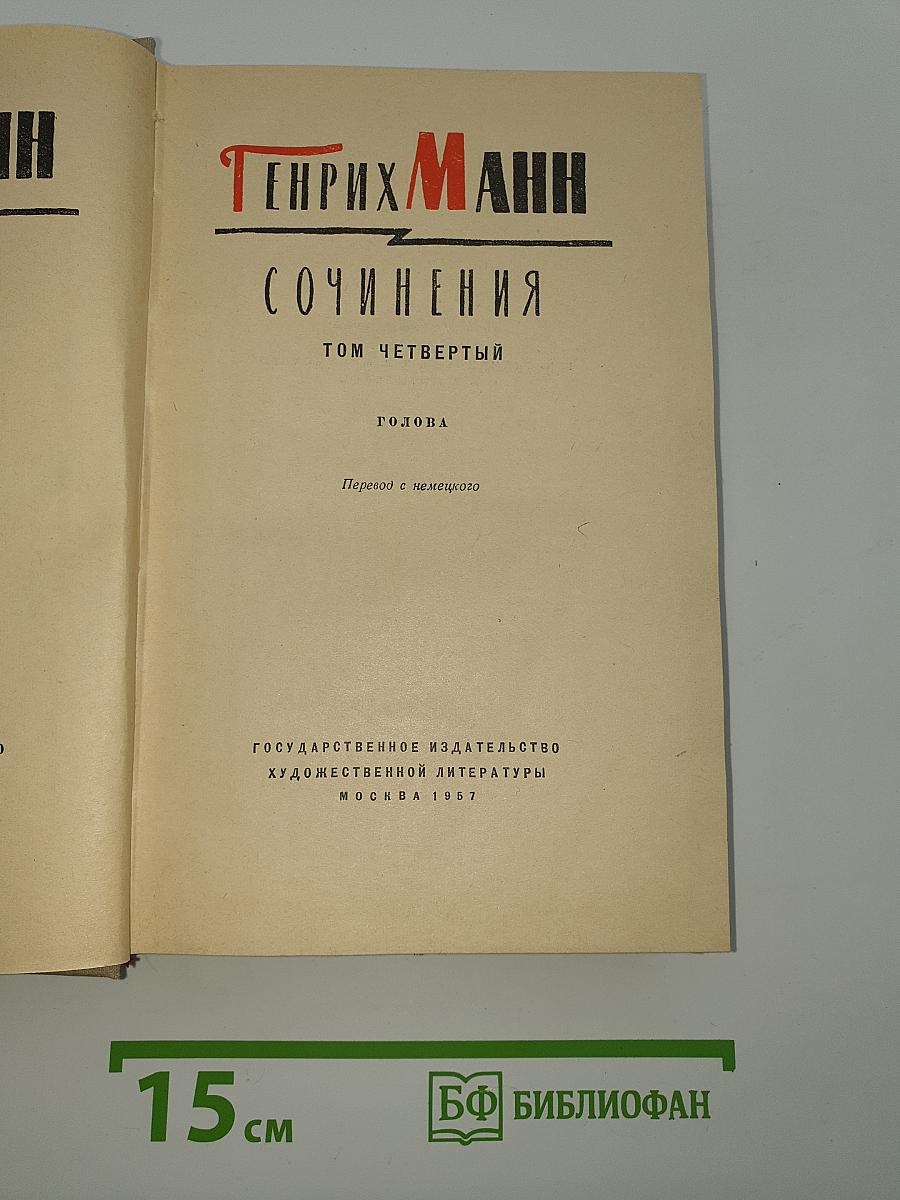 ГЕНРИХ МАНН
СОЧИНЕНИЯ
ТОМ ЧЕТВЕРТЫЙ
ГОЛОВА
Перевод с немецкого
ГОСУДАРСТВЕННОЕ ИЗДАТЕЛЬСТВО
ХУДОЖЕСТВЕННОЙ ЛИТЕРАТУРЫ
МОСКВА 1957
15 см
БФ БИБЛИОФАН